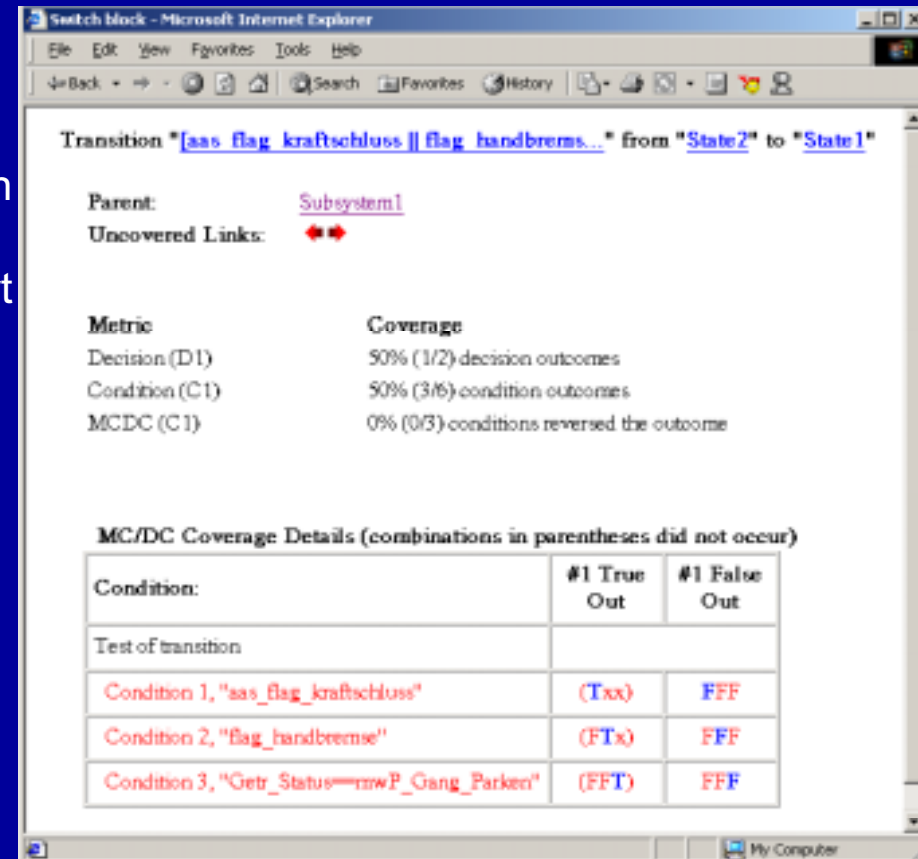 Switch block - Microsoft Internet Explorer
File Edit View Favorites Tools Help
Back Search Favorites History
Transition "[aas_flag_kraftschluss || flag_handbrems..." from "State2" to "State1"
n
Parent: Subsystem1
Uncovered Links:
t
Metric Coverage
Decision (D1) 50% (1/2) decision outcomes
Condition (C1) 50% (3/6) condition outcomes
MCDC (C1) 0% (0/3) conditions reversed the outcome
MC/DC Coverage Details (combinations in parentheses did not occur)
Condition: #1 True Out #1 False Out
Test of transition
Condition 1, "aas_flag_kraftschluss" (Txx) FFF
Condition 2, "flag_handbremse" (FTx) FFF
Condition 3, "Getr_Status==mwP_Gang_Parken" (FFT) FFF
My Computer